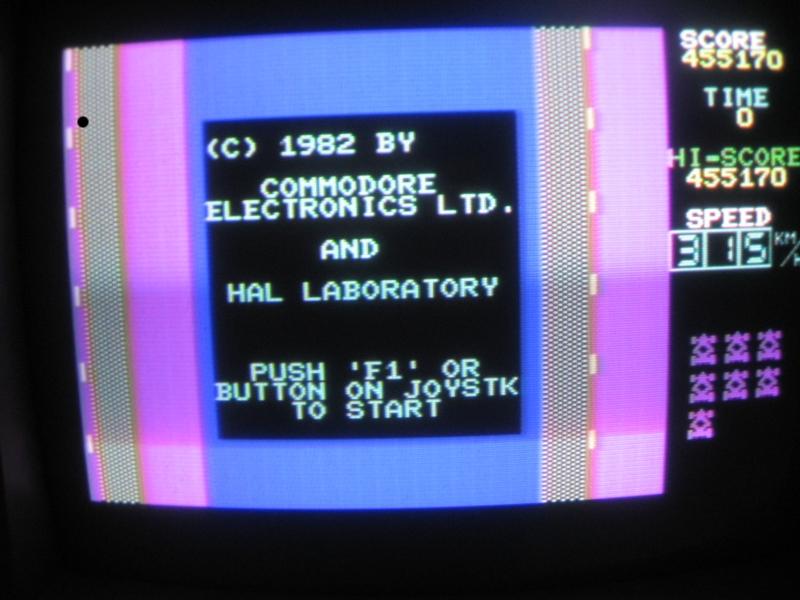 SCORE
455170
TIME
0
HI-SCORE
455170
SPEED
315 KM/H
(C) 1982 BY
COMMODORE
ELECTRONICS LTD.
AND
HAL LABORATORY
PUSH 'F1' OR
BUTTON ON JOYSTK
TO START